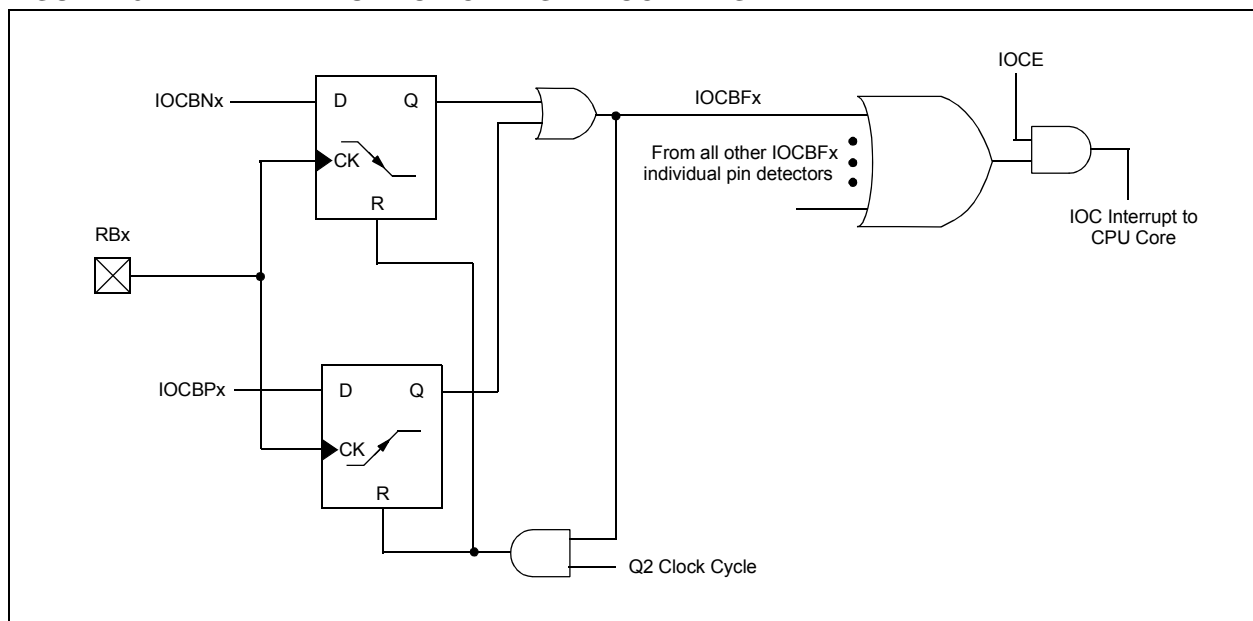 IOCE
IOCBNx
D
Q
IOCBFx
CK
From all other IOCBFx
individual pin detectors
R
IOC Interrupt to
CPU Core
RBx
IOCBPx
D
Q
CK
R
Q2 Clock Cycle